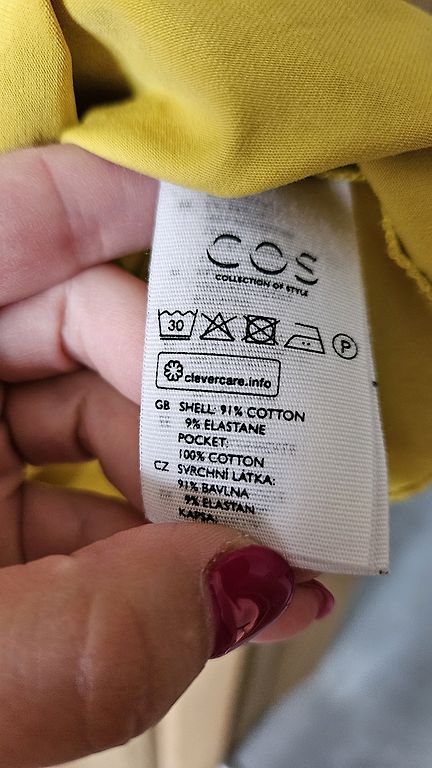 COS
COLLECTION OF STYLE
30
P
clevercare.info
GB SHELL: 91% COTTON
9% ELASTANE
POCKET:
100% COTTON
CZ SVRCHNÍ LÁTKA:
91% BAVLNA
9% ELASTAN
KAPSA: